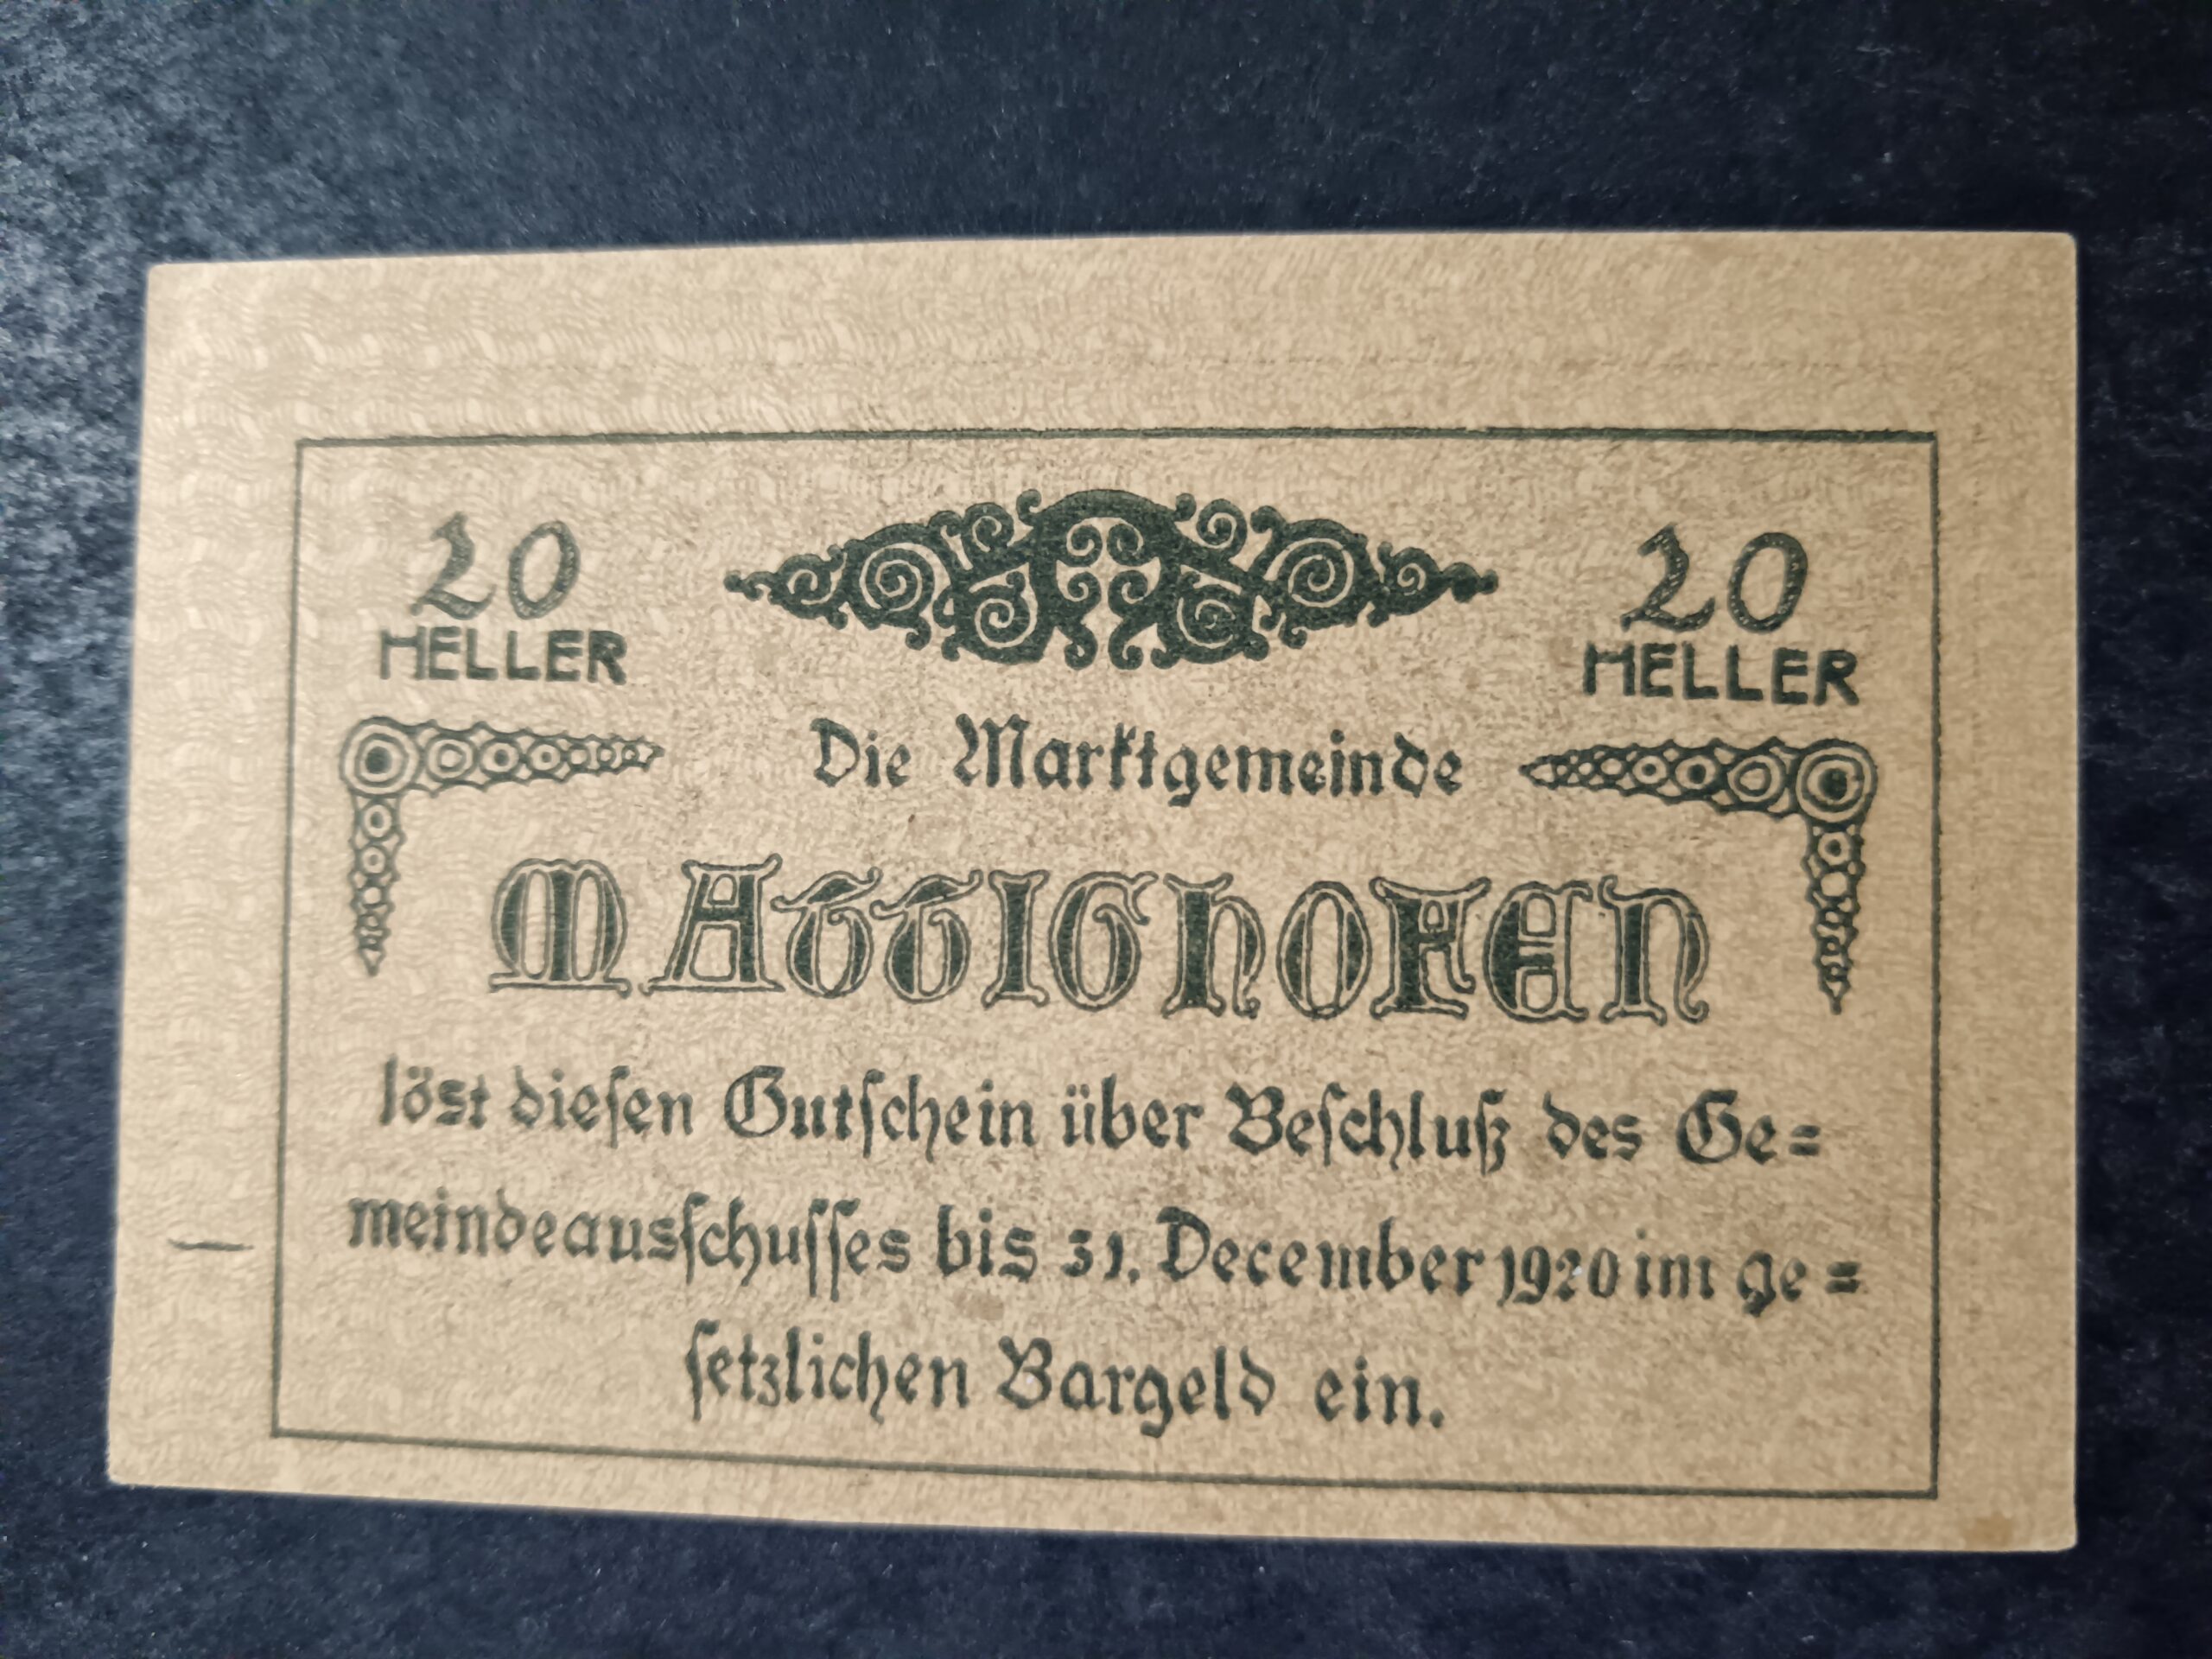 20 20
HELLER HELLER
Die Marktgemeinde
MATTIGHOFEN
löst diesen Gutschein über Beschluß des Ge=
meindeausschusses bis 31. December 1920 im ge=
setzlichen Bargeld ein.